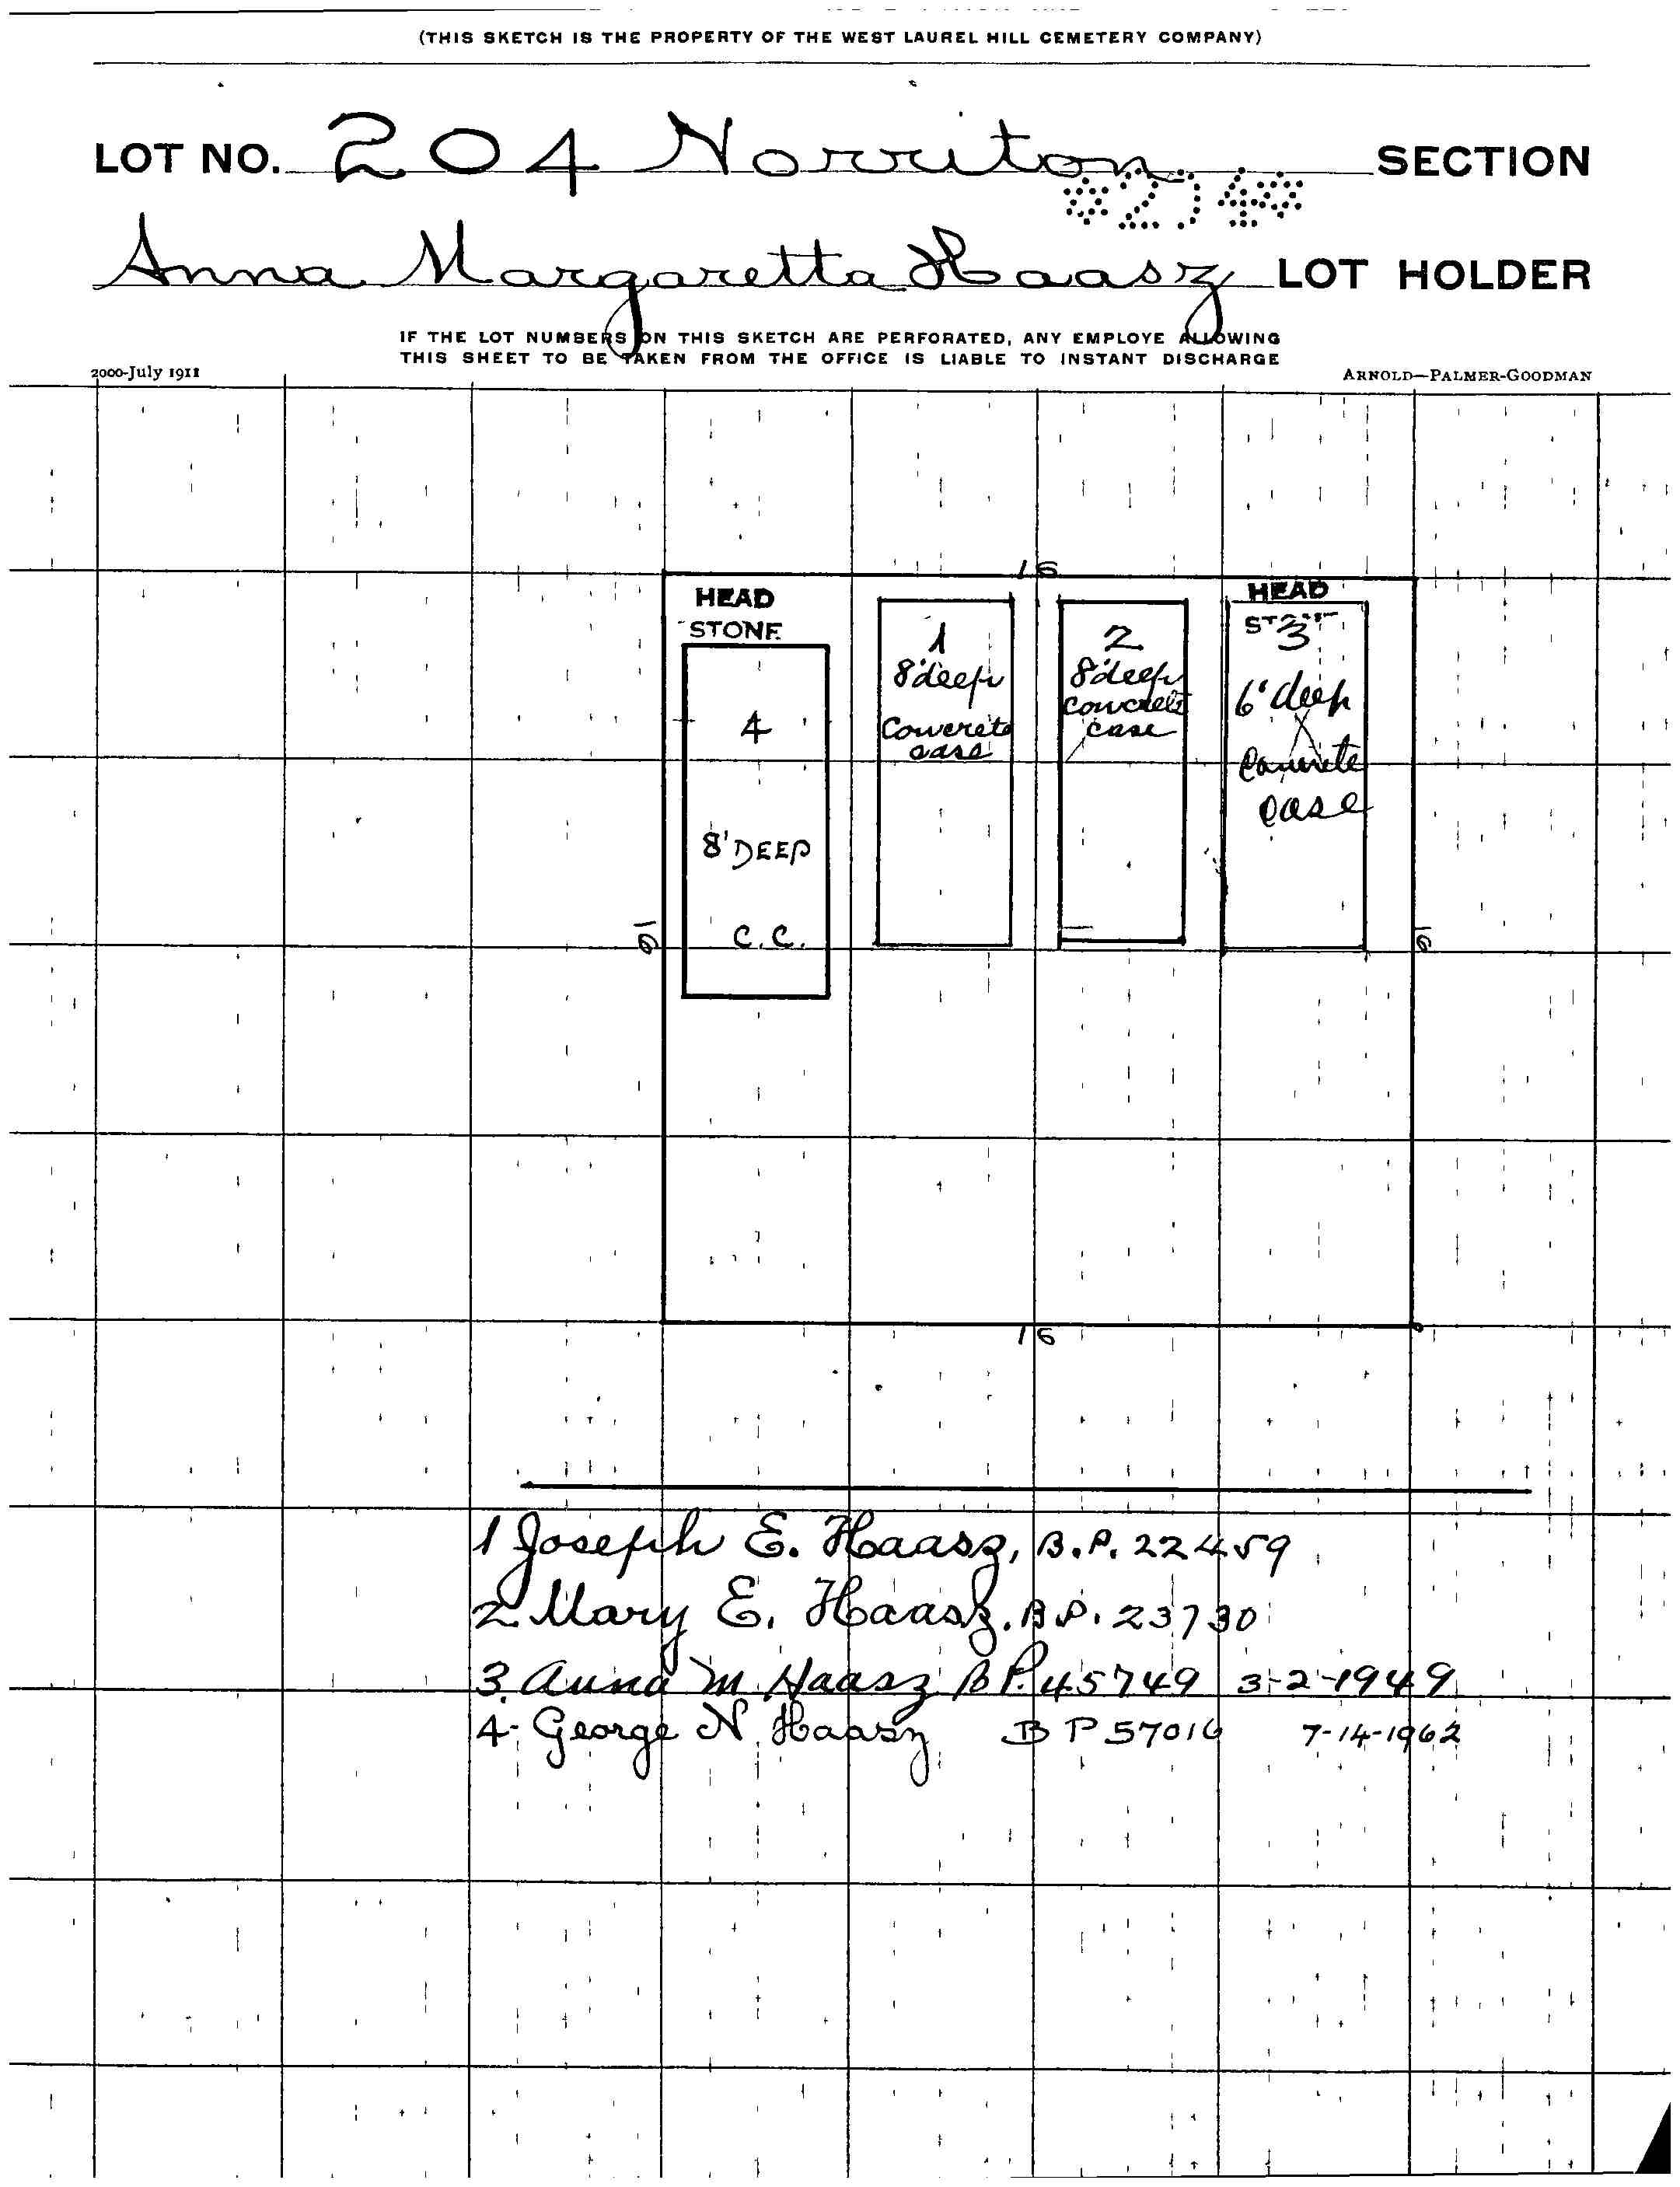 (THIS SKETCH IS THE PROPERTY OF THE WEST LAUREL HILL CEMETERY COMPANY)
LOT NO. 204 Norriton SECTION
Anna Margaretta Haasz LOT HOLDER
IF THE LOT NUMBERS ON THIS SKETCH ARE PERFORATED, ANY EMPLOYE ALLOWING
THIS SHEET TO BE TAKEN FROM THE OFFICE IS LIABLE TO INSTANT DISCHARGE
2000-July 1911 ARNOLD—PALMER-GOODMAN
16
HEAD
STONE
4
8' DEEP
C.C.
1
8' deep
Concrete
case
2
8' deep
Concrete
case
HEAD
3
6' deep
Concrete
case
16
16
16
1 Joseph E. Haasz, B.P. 22459
2 Mary E. Haasz. B.P. 23730
3. Anna M Haasz B P. 45749 3-2-1949
4- George N Haasz B P 57016 7-14-1962